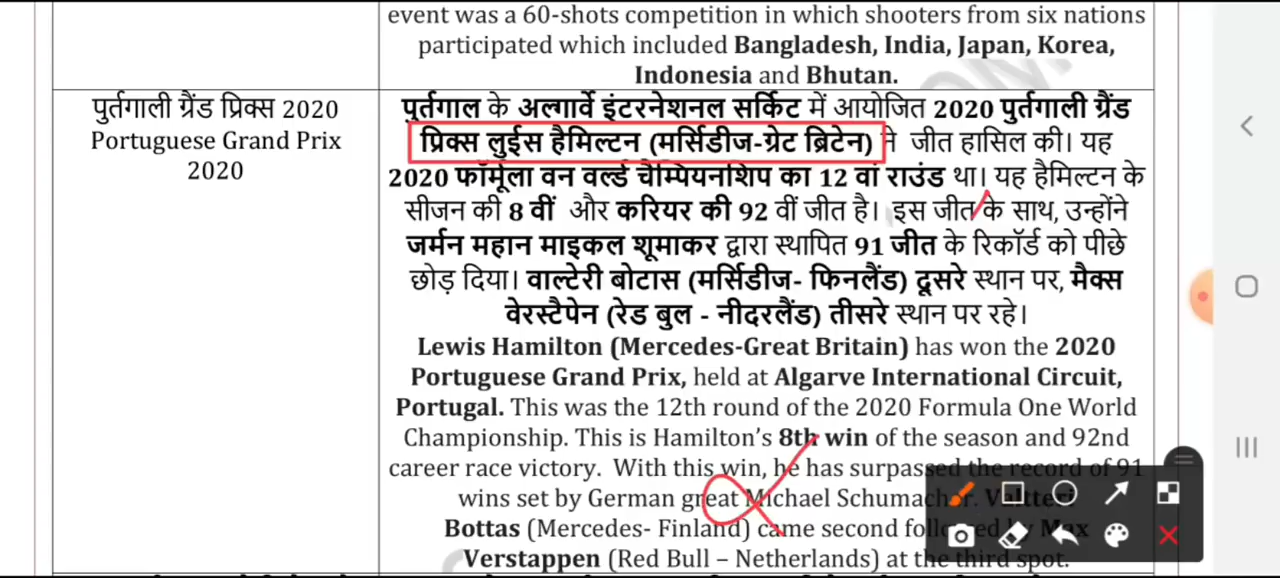 event was a 60-shots competition in which shooters from six nations
participated which included Bangladesh, India, Japan, Korea,
Indonesia and Bhutan.
पुर्तगाली ग्रैंड प्रिक्स 2020
Portuguese Grand Prix
2020
पुर्तगाल के अल्गार्वे इंटरनेशनल सर्किट में आयोजित 2020 पुर्तगाली ग्रैंड
प्रिक्स लुईस हैमिल्टन (मर्सिडीज-ग्रेट ब्रिटेन) ने जीत हासिल की। यह
2020 फॉर्मूला वन वर्ल्ड चैम्पियनशिप का 12 वां राउंड था। यह हैमिल्टन के
सीजन की 8 वीं और करियर की 92 वीं जीत है। इस जीत के साथ, उन्होंने
जर्मन महान माइकल शूमाकर द्वारा स्थापित 91 जीत के रिकॉर्ड को पीछे
छोड़ दिया। वाल्टेरी बोटास (मर्सिडीज- फिनलैंड) दूसरे स्थान पर, मैक्स
वेरस्टैपेन (रेड बुल - नीदरलैंड) तीसरे स्थान पर रहे।
Lewis Hamilton (Mercedes-Great Britain) has won the 2020
Portuguese Grand Prix, held at Algarve International Circuit,
Portugal. This was the 12th round of the 2020 Formula One World
Championship. This is Hamilton's 8th win of the season and 92nd
career race victory. With this win, he has surpassed the record of 91
wins set by German great Michael Schumacher. Valtteri
Bottas (Mercedes- Finland) came second followed by Max
Verstappen (Red Bull – Netherlands) at the third spot.